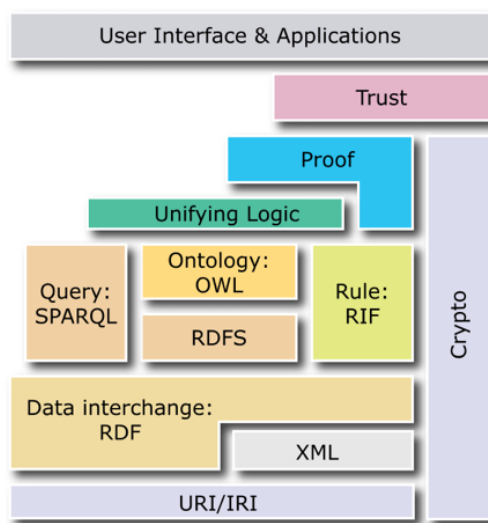 User Interface & Applications
Trust
Proof
Unifying Logic
Query:
SPARQL
Ontology:
OWL
RDFS
Rule:
RIF
Crypto
Data interchange:
RDF
XML
URI/IRI